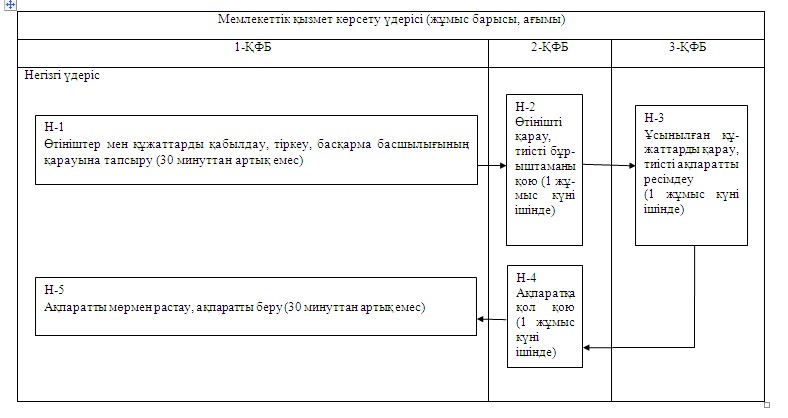 Мемлекеттік қызмет көрсету үдерісі (жұмыс барысы, ағымы)
1-ҚФБ
2-ҚФБ
3-ҚФБ
Негізгі үдеріс
Н-1
Өтініштер мен құжаттарды қабылдау, тіркеу, басқарма басшылығының
қарауына тапсыру (30 минуттан артық емес)
Н-2
Өтінішті
қарау,
тиісті бұр-
ыштаманы
қою (1 жұ-
мыс күні
ішінде)
Н-3
Ұсынылған құ-
жаттарды қарау,
тиісті ақпаратты
ресімдеу
(1 жұмыс күні
ішінде)
Н-5
Ақпаратты мөрмен растау, ақпаратты беру (30 минуттан артық емес)
Н-4
Ақпаратқа
қол қою
(1 жұмыс
күні
ішінде)